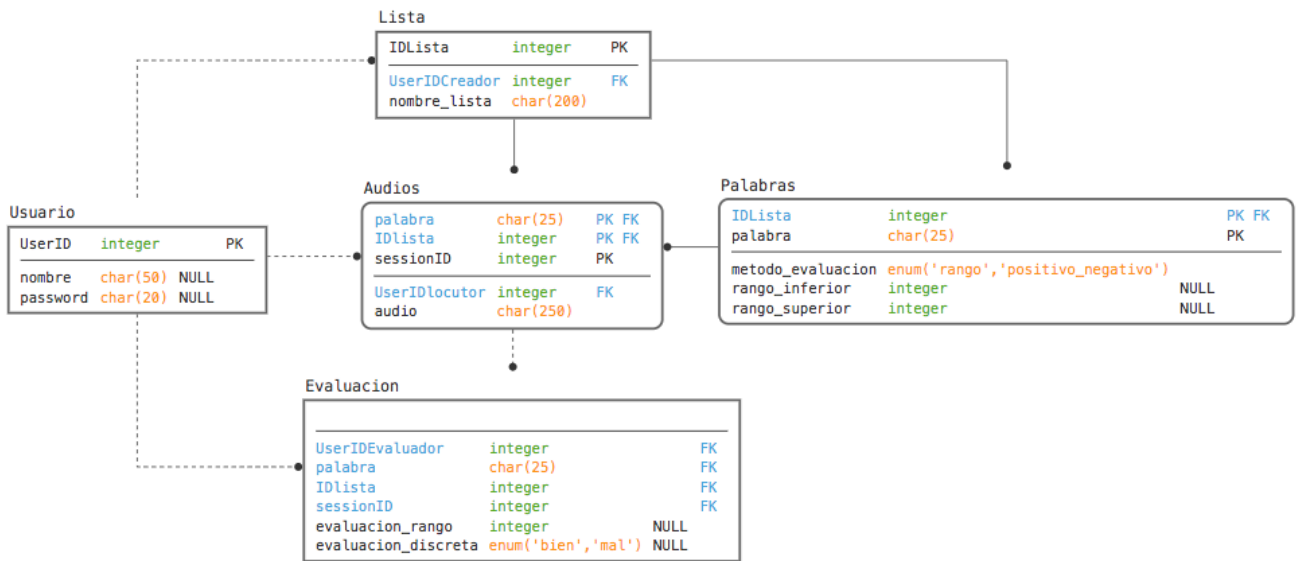 Lista
IDLista integer PK
UserIDCreador integer FK
nombre_lista char(200)
Usuario
UserID integer PK
nombre char(50) NULL
password char(20) NULL
Audios
palabra char(25) PK FK
IDlista integer PK FK
sessionID integer PK
UserIDlocutor integer FK
audio char(250)
Palabras
IDLista integer PK FK
palabra char(25) PK
metodo_evaluacion enum('rango','positivo_negativo')
rango_inferior integer NULL
rango_superior integer NULL
Evaluacion
UserIDEvaluador integer FK
palabra char(25) FK
IDlista integer FK
sessionID integer FK
evaluacion_rango integer NULL
evaluacion_discreta enum('bien','mal') NULL